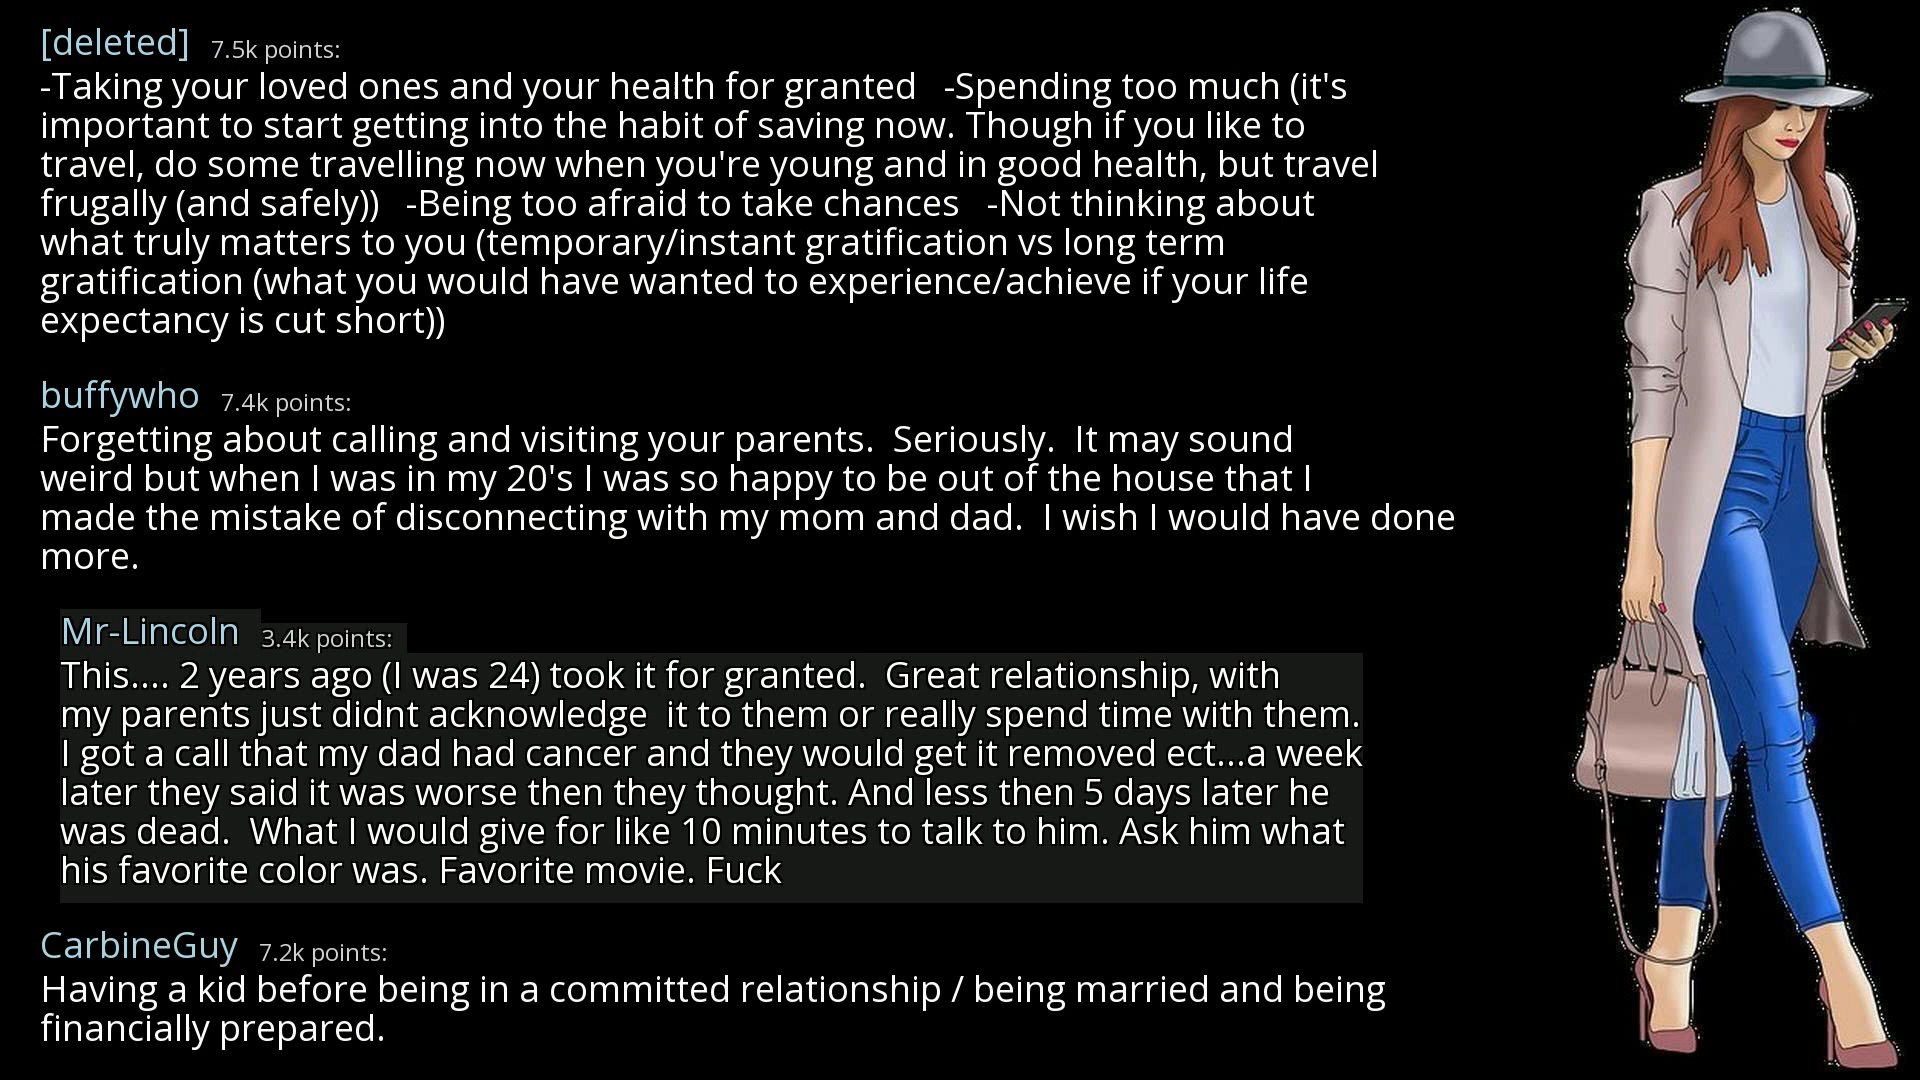 [deleted] 7.5k points:
-Taking your loved ones and your health for granted   -Spending too much (it's
important to start getting into the habit of saving now. Though if you like to
travel, do some travelling now when you're young and in good health, but travel
frugally (and safely))   -Being too afraid to take chances   -Not thinking about
what truly matters to you (temporary/instant gratification vs long term
gratification (what you would have wanted to experience/achieve if your life
expectancy is cut short))
buffywho 7.4k points:
Forgetting about calling and visiting your parents.  Seriously.  It may sound
weird but when I was in my 20's I was so happy to be out of the house that I
made the mistake of disconnecting with my mom and dad.  I wish I would have done
more.
Mr-Lincoln 3.4k points:
This.... 2 years ago (I was 24) took it for granted.  Great relationship, with
my parents just didnt acknowledge  it to them or really spend time with them.
I got a call that my dad had cancer and they would get it removed ect...a week
later they said it was worse then they thought. And less then 5 days later he
was dead.  What I would give for like 10 minutes to talk to him. Ask him what
his favorite color was. Favorite movie. Fuck
CarbineGuy 7.2k points:
Having a kid before being in a committed relationship / being married and being
financially prepared.